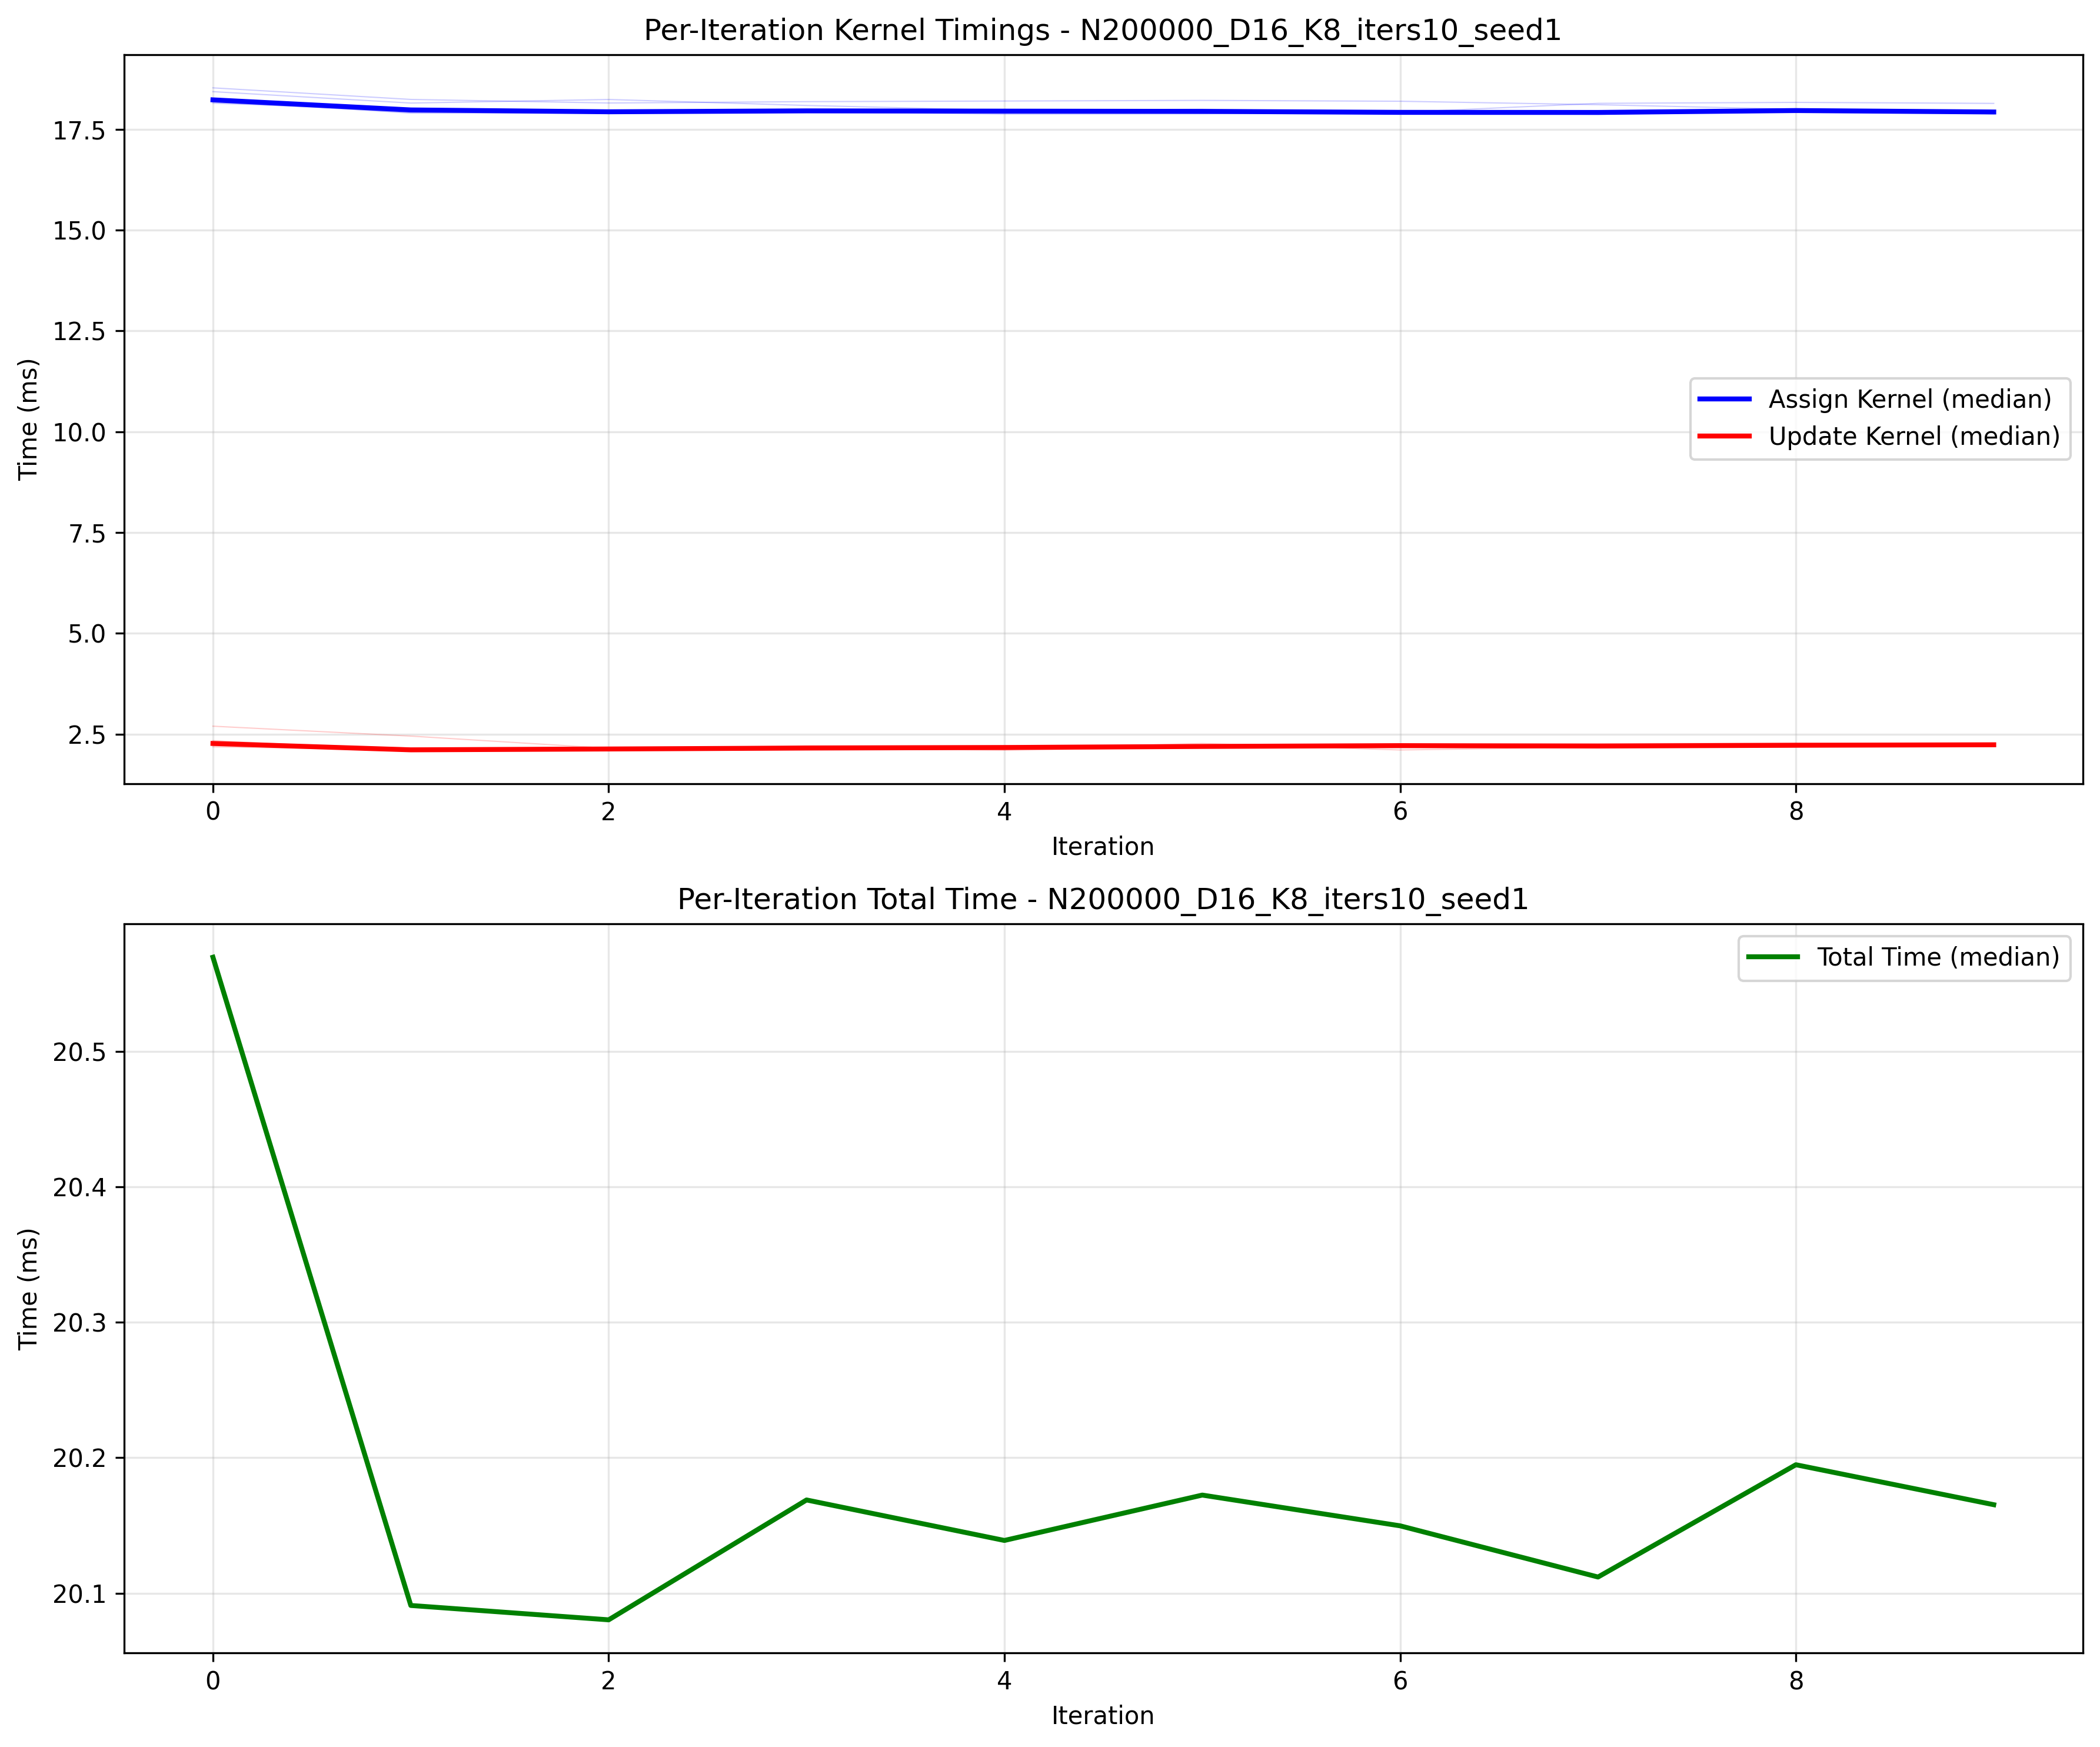 Per-Iteration Kernel Timings - N200000_D16_K8_iters10_seed1
Time (ms)
17.5
15.0
12.5
10.0
7.5
5.0
2.5
Assign Kernel (median)
Update Kernel (median)
0 2 4 6 8
Iteration
Per-Iteration Total Time - N200000_D16_K8_iters10_seed1
Time (ms)
Total Time (median)
20.5
20.4
20.3
20.2
20.1
0 2 4 6 8
Iteration